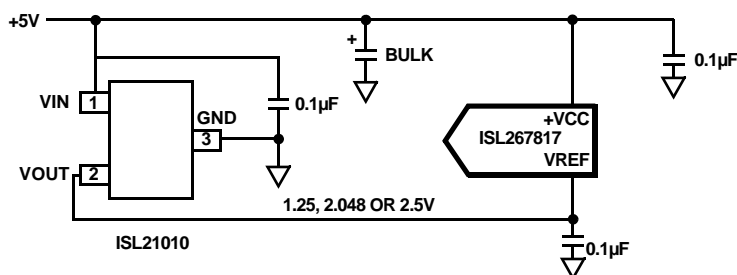 +5V
+
BULK
0.1µF
VIN
1
GND
3
0.1µF
+VCC
ISL267817
VREF
VOUT
2
1.25, 2.048 OR 2.5V
ISL21010
0.1µF